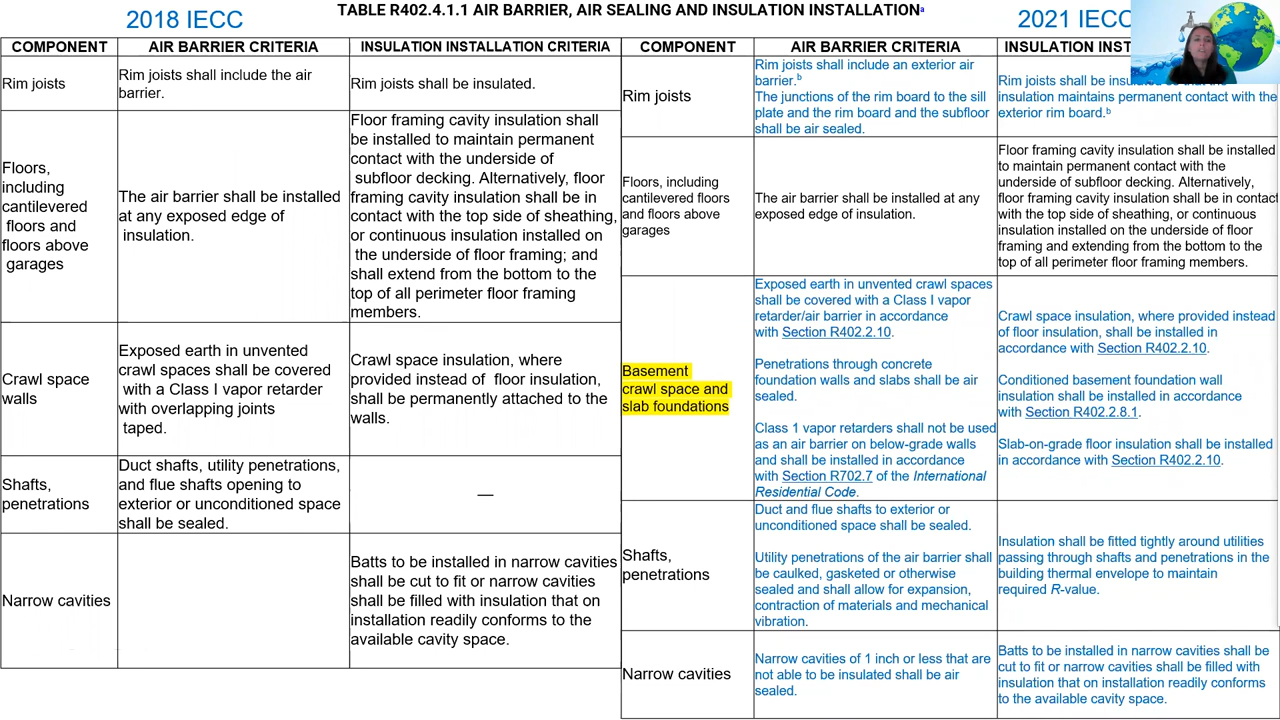 2018 IECC
TABLE R402.4.1.1 AIR BARRIER, AIR SEALING AND INSULATION INSTALLATIONa
2021 IECC
COMPONENT
AIR BARRIER CRITERIA
INSULATION INSTALLATION CRITERIA
Rim joists
Rim joists shall include the air
barrier.
Rim joists shall be insulated.
Floors,
including
cantilevered
floors and
floors above
garages
The air barrier shall be installed
at any exposed edge of
insulation.
Floor framing cavity insulation shall
be installed to maintain permanent
contact with the underside of
subfloor decking. Alternatively, floor
framing cavity insulation shall be in
contact with the top side of sheathing,
or continuous insulation installed on
the underside of floor framing; and
shall extend from the bottom to the
top of all perimeter floor framing
members.
Crawl space
walls
Exposed earth in unvented
crawl spaces shall be covered
with a Class I vapor retarder
with overlapping joints
taped.
Crawl space insulation, where
provided instead of floor insulation,
shall be permanently attached to the
walls.
Shafts,
penetrations
Duct shafts, utility penetrations,
and flue shafts opening to
exterior or unconditioned space
shall be sealed.
—
Narrow cavities
Batts to be installed in narrow cavities
shall be cut to fit or narrow cavities
shall be filled with insulation that on
installation readily conforms to the
available cavity space.
COMPONENT
AIR BARRIER CRITERIA
INSULATION
Rim joists
Rim joists shall include an exterior air
barrier.b
The junctions of the rim board to the sill
plate and the rim board and the subfloor
shall be air sealed.
Rim joists shall be
insulation maintains permanent contact with the
exterior rim board.b
Floors, including
cantilevered floors
and floors above
garages
The air barrier shall be installed at any
exposed edge of insulation.
Floor framing cavity insulation shall be installed
to maintain permanent contact with the
underside of subfloor decking. Alternatively,
floor framing cavity insulation shall be in contact
with the top side of sheathing, or continuous
insulation installed on the underside of floor
framing and extending from the bottom to the
top of all perimeter floor framing members.
Basement
crawl space and
slab foundations
Exposed earth in unvented crawl spaces
shall be covered with a Class I vapor
retarder/air barrier in accordance
with Section R402.2.10.
Penetrations through concrete
foundation walls and slabs shall be air
sealed.
Class 1 vapor retarders shall not be used
as an air barrier on below-grade walls
and shall be installed in accordance
with Section R702.7 of the International
Residential Code.
Crawl space insulation, where provided instead
of floor insulation, shall be installed in
accordance with Section R402.2.10.
Conditioned basement foundation wall
insulation shall be installed in accordance
with Section R402.2.8.1.
Slab-on-grade floor insulation shall be installed
in accordance with Section R402.2.10.
Shafts,
penetrations
Duct and flue shafts to exterior or
unconditioned space shall be sealed.
Utility penetrations of the air barrier shall
be caulked, gasketed or otherwise
sealed and shall allow for expansion,
contraction of materials and mechanical
vibration.
Insulation shall be fitted tightly around utilities
passing through shafts and penetrations in the
building thermal envelope to maintain
required R-value.
Narrow cavities
Narrow cavities of 1 inch or less that are
not able to be insulated shall be air
sealed.
Batts to be installed in narrow cavities shall be
cut to fit or narrow cavities shall be filled with
insulation that on installation readily conforms
to the available cavity space.